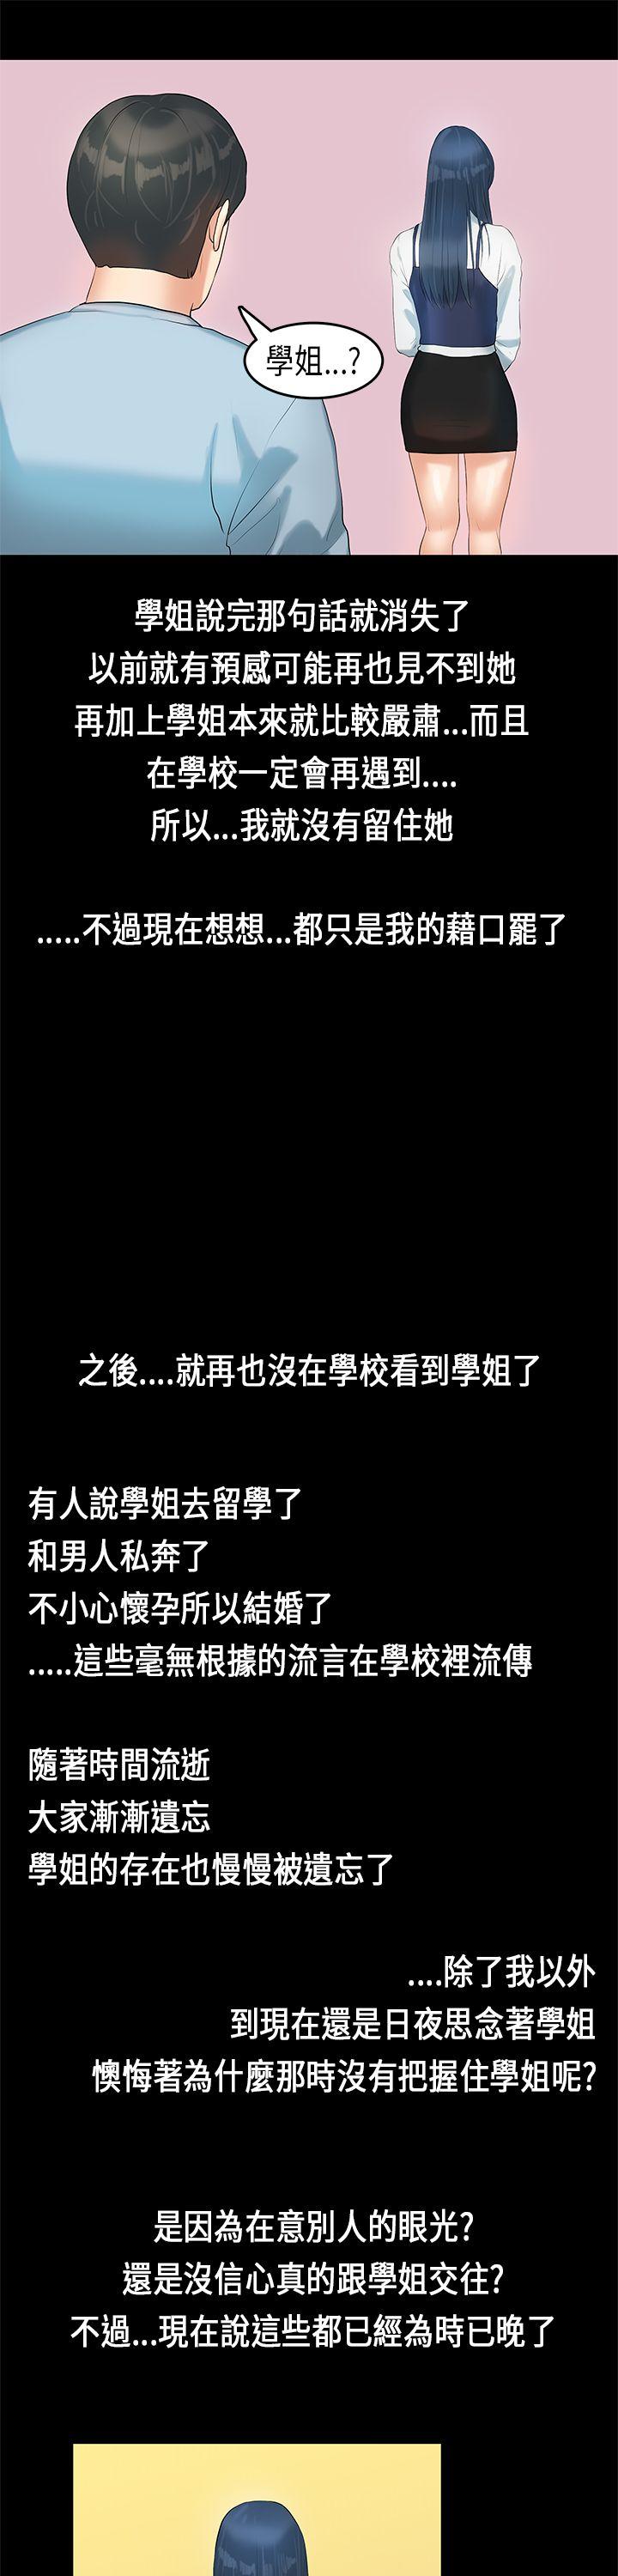 學姐...?
學姐說完那句話就消失了
以前就有預感可能再也見不到她
再加上學姐本來就比較嚴肅...而且
在學校一定會再遇到....
所以...我就沒有留住她
.....不過現在想想...都只是我的藉口罷了
之後....就再也沒在學校看到學姐了
有人說學姐去留學了
和男人私奔了
不小心懷孕所以結婚了
.....這些毫無根據的流言在學校裡流傳
隨著時間流逝
大家漸漸遺忘
學姐的存在也慢慢被遺忘了
....除了我以外
到現在還是日夜思念著學姐
懊悔著為什麼那時沒有把握住學姐呢?
是因為在意別人的眼光?
還是沒信心真的跟學姐交往?
不過...現在說這些都已經為時已晚了